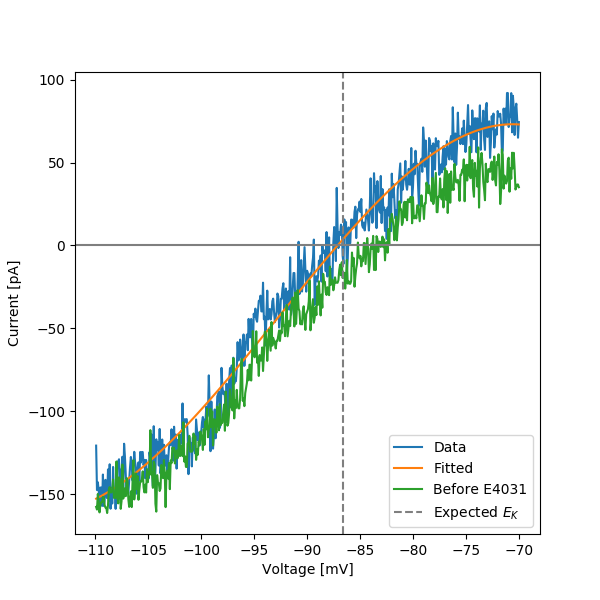 100
50
0
−50
−100
−150
Current [pA]
−110
−105
−100
−95
−90
−85
−80
−75
−70
Voltage [mV]
Data
Fitted
Before E4031
Expected E_K